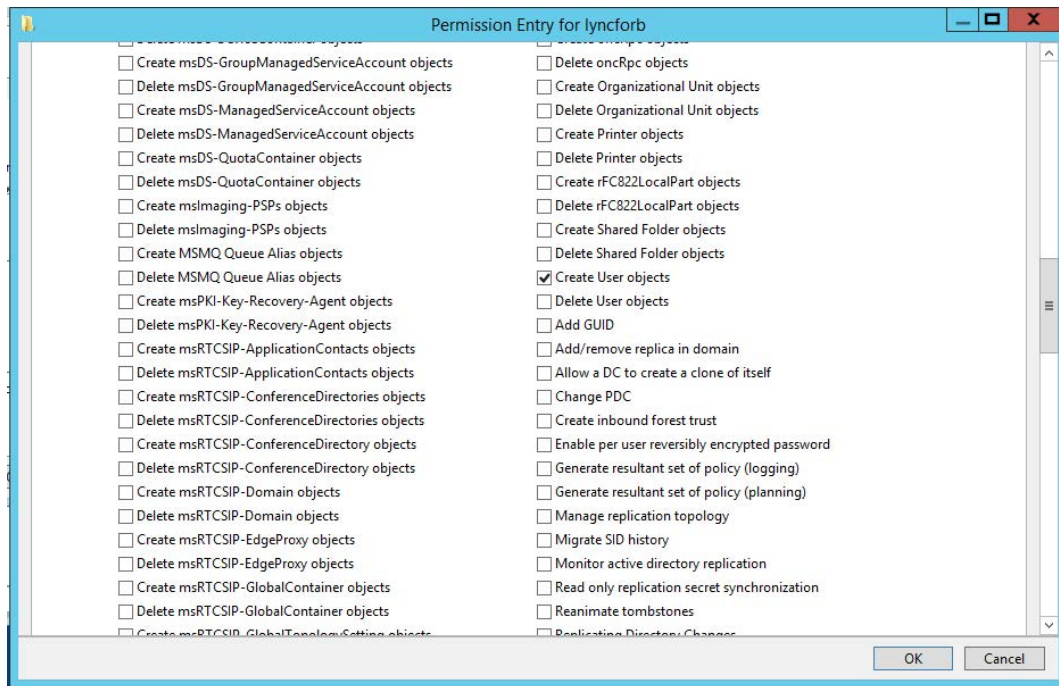 Permission Entry for lyncforb
Create msDS-GroupManagedServiceAccount objects
Delete msDS-GroupManagedServiceAccount objects
Create msDS-ManagedServiceAccount objects
Delete msDS-ManagedServiceAccount objects
Create msDS-QuotaContainer objects
Delete msDS-QuotaContainer objects
Create msImaging-PSPs objects
Delete msImaging-PSPs objects
Create MSMQ Queue Alias objects
Delete MSMQ Queue Alias objects
Create msPKI-Key-Recovery-Agent objects
Delete msPKI-Key-Recovery-Agent objects
Create msRTCSIP-ApplicationContacts objects
Delete msRTCSIP-ApplicationContacts objects
Create msRTCSIP-ConferenceDirectories objects
Delete msRTCSIP-ConferenceDirectories objects
Create msRTCSIP-ConferenceDirectory objects
Delete msRTCSIP-ConferenceDirectory objects
Create msRTCSIP-Domain objects
Delete msRTCSIP-Domain objects
Create msRTCSIP-EdgeProxy objects
Delete msRTCSIP-EdgeProxy objects
Create msRTCSIP-GlobalContainer objects
Delete msRTCSIP-GlobalContainer objects
Create msRTCSIP-GlobalTopologySetting objects
Delete oncRpc objects
Create Organizational Unit objects
Delete Organizational Unit objects
Create Printer objects
Delete Printer objects
Create rFC822LocalPart objects
Delete rFC822LocalPart objects
Create Shared Folder objects
Delete Shared Folder objects
Create User objects
Delete User objects
Add GUID
Add/remove replica in domain
Allow a DC to create a clone of itself
Change PDC
Create inbound forest trust
Enable per user reversibly encrypted password
Generate resultant set of policy (logging)
Generate resultant set of policy (planning)
Manage replication topology
Migrate SID history
Monitor active directory replication
Read only replication secret synchronization
Reanimate tombstones
Replicating Directory Changes
OK
Cancel